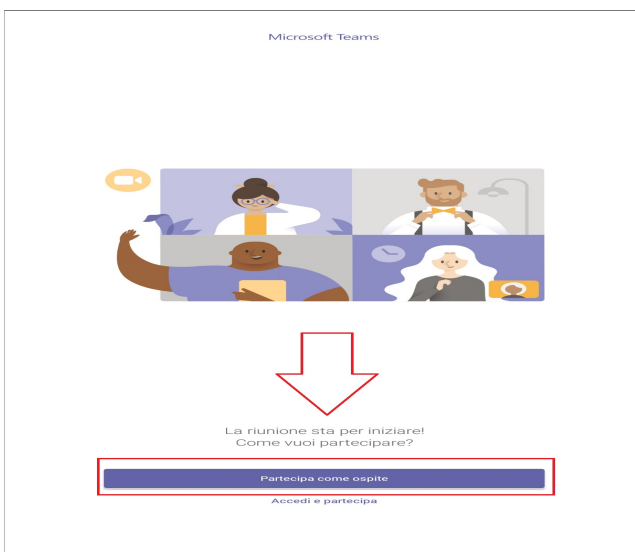 Microsoft Teams
La riunione sta per iniziare!
Come vuoi partecipare?
Partecipa come ospite
Accedi e partecipa